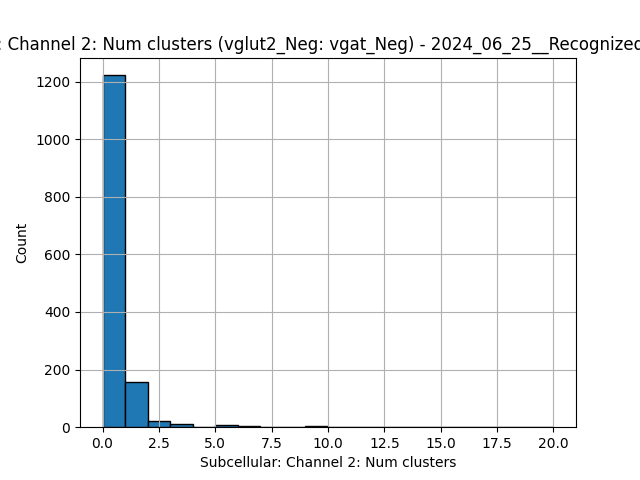 : Channel 2: Num clusters (vglut2_Neg: vgat_Neg) - 2024_06_25__Recognized
1200
1000
800
600
400
200
0
Count
0.0 2.5 5.0 7.5 10.0 12.5 15.0 17.5 20.0
Subcellular: Channel 2: Num clusters